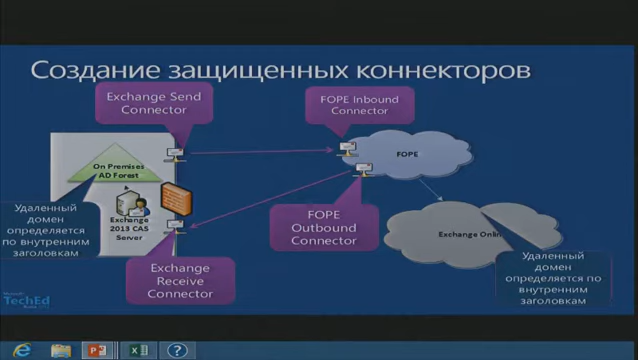 Создание защищенных коннекторов
Exchange Send
Connector
FOPE Inbound
Connector
On Premises
AD Forest
FOPE
Удаленный
домен
определяется
по внутренним
заголовкам
Exchange
2013 CAS
Server
FOPE
Outbound
Connector
Exchange
Receive
Connector
Exchange Onlin
Удаленный
домен
определяется по
внутренним
заголовкам
Microsoft
TechEd